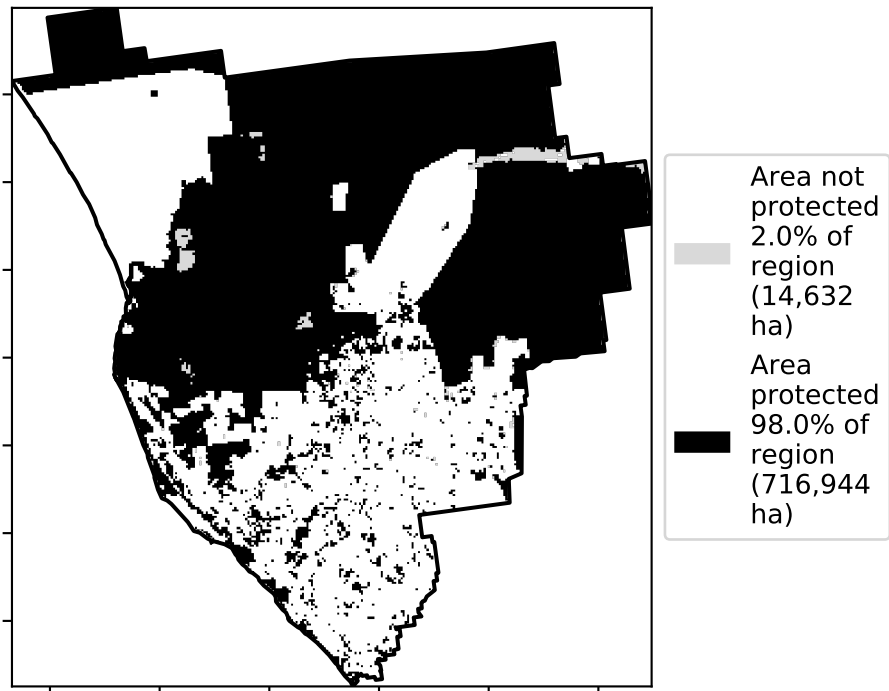 Area not
protected
2.0% of
region
(14,632
ha)
Area
protected
98.0% of
region
(716,944
ha)